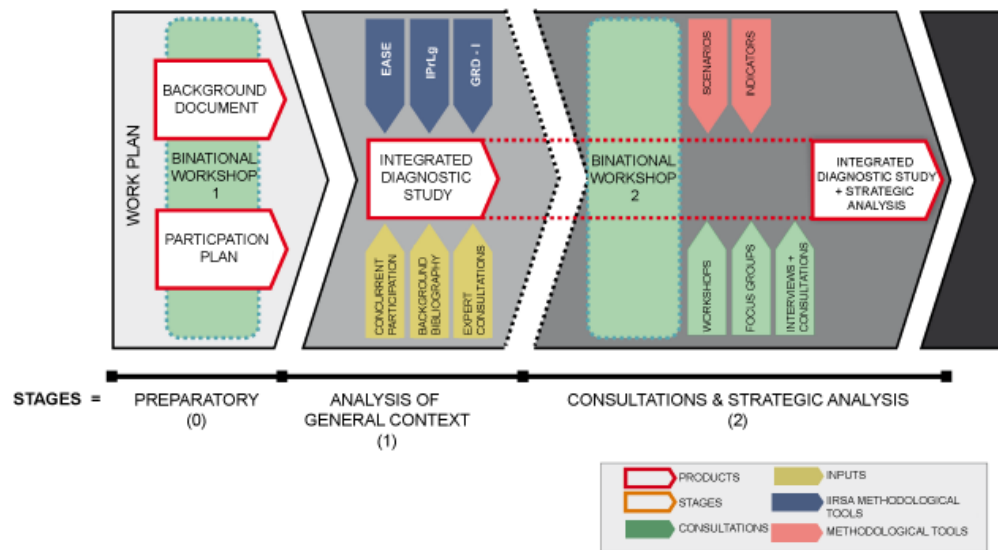 WORK PLAN
BACKGROUND
DOCUMENT
BINATIONAL
WORKSHOP
1
PARTICPATION
PLAN
EASE
IPrLg
GRD - I
INTEGRATED
DIAGNOSTIC
STUDY
CONCURRENT
PARTICIPATION
BACKGROUND
BIBLIOGRAPHY
EXPERT
CONSULTATIONS
BINATIONAL
WORKSHOP
2
SCENARIOS
INDICATORS
INTEGRATED
DIAGNOSTIC STUDY
+ STRATEGIC
ANALYSIS
WORKSHOPS
FOCUS GROUPS
INTERVIEWS +
CONSULTATIONS
STAGES =
PREPARATORY
(0)
ANALYSIS OF
GENERAL CONTEXT
(1)
CONSULTATIONS & STRATEGIC ANALYSIS
(2)
PRODUCTS
STAGES
CONSULTATIONS
INPUTS
IIRSA METHODOLOGICAL
TOOLS
METHODOLOGICAL TOOLS